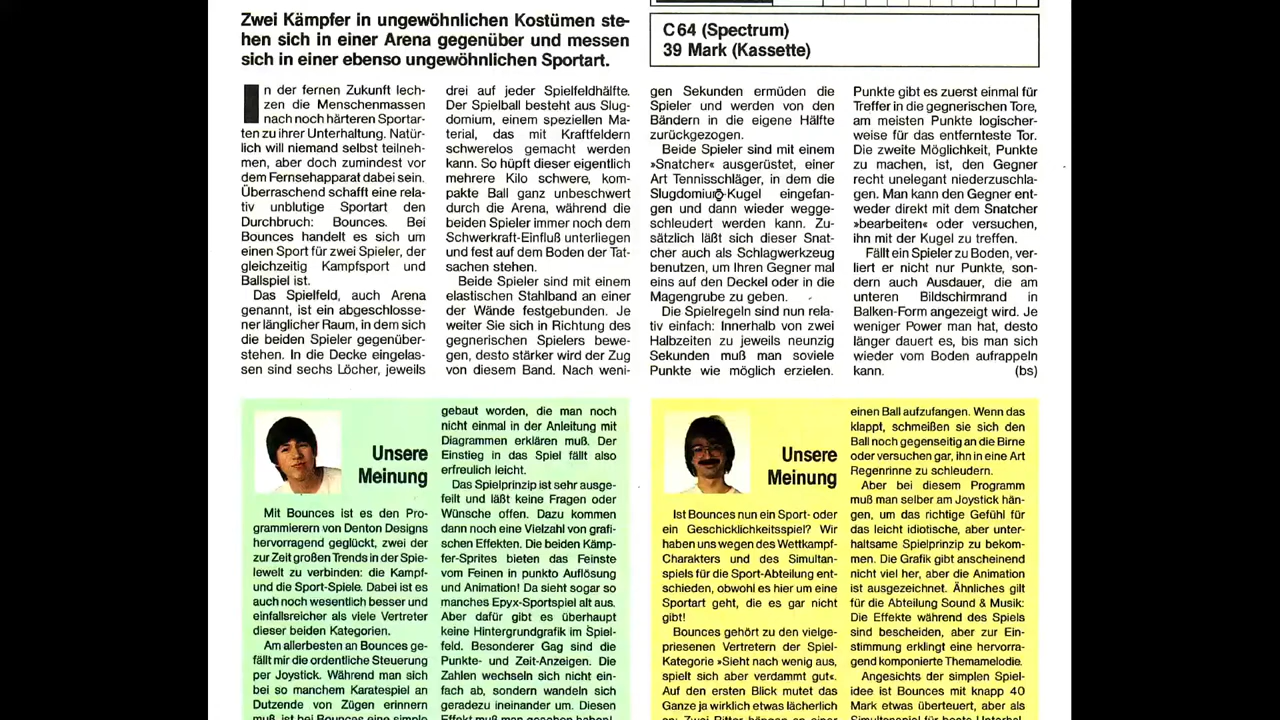 Zwei Kämpfer in ungewöhnlichen Kostümen ste-
hen sich in einer Arena gegenüber und messen
sich in einer ebenso ungewöhnlichen Sportart.
C 64 (Spectrum)
39 Mark (Kassette)
In der fernen Zukunft lech-
zen die Menschenmassen
nach noch härteren Sportar-
ten zu ihrer Unterhaltung. Natür-
lich will niemand selbst teilneh-
men, aber doch zumindest vor
dem Fernsehapparat dabei sein.
Überraschend schafft eine rela-
tiv unblutige Sportart den
Durchbruch: Bounces. Bei
Bounces handelt es sich um
einen Sport für zwei Spieler, der
gleichzeitig Kampfsport und
Ballspiel ist.
Das Spielfeld, auch Arena
genannt, ist ein abgeschlosse-
ner länglicher Raum, in dem sich
die beiden Spieler gegenüber-
stehen. In die Decke eingelas-
sen sind sechs Löcher, jeweils
drei auf jeder Spielfeldhälfte.
Der Spielball besteht aus Slug-
domium, einem speziellen Ma-
terial, das mit Kraftfeldern
schwerelos gemacht werden
kann. So hüpft dieser eigentlich
mehrere Kilo schwere, kom-
pakte Ball ganz unbeschwert
durch die Arena, während die
beiden Spieler immer noch dem
Schwerkraft-Einfluß unterliegen
und fest auf dem Boden der Tat-
sachen stehen.
Beide Spieler sind mit einem
elastischen Stahlband an einer
der Wände festgebunden. Je
weiter Sie sich in Richtung des
gegnerischen Spielers bewe-
gen, desto stärker wird der Zug
von diesem Band. Nach weni-
gen Sekunden ermüden die
Spieler und werden von den
Bändern in die eigene Hälfte
zurückgezogen.
Beide Spieler sind mit einem
»Snatcher« ausgerüstet, einer
Art Tennisschläger, in dem die
Slugdomium-Kugel eingefan-
gen und dann wieder wegge-
schleudert werden kann. Zu-
sätzlich läßt sich dieser Snat-
cher auch als Schlagwerkzeug
benutzen, um Ihren Gegner mal
eins auf den Deckel oder in die
Magengrube zu geben.
Die Spielregeln sind nun rela-
tiv einfach: Innerhalb von zwei
Halbzeiten zu jeweils neunzig
Sekunden muß man soviele
Punkte wie möglich erzielen.
Punkte gibt es zuerst einmal für
Treffer in die gegnerischen Tore,
am meisten Punkte logischer-
weise für das entfernteste Tor.
Die zweite Möglichkeit, Punkte
zu machen, ist, den Gegner
recht unelegant niederzuschla-
gen. Man kann den Gegner ent-
weder direkt mit dem Snatcher
»bearbeiten« oder versuchen,
ihn mit der Kugel zu treffen.
Fällt ein Spieler zu Boden, ver-
liert er nicht nur Punkte, son-
dern auch Ausdauer, die am
unteren Bildschirmrand in
Balken-Form angezeigt wird. Je
weniger Power man hat, desto
länger dauert es, bis man sich
wieder vom Boden aufrappeln
kann. (bs)
Unsere
Meinung
Mit Bounces ist es den Pro-
grammierern von Denton Designs
hervorragend geglückt, zwei der
zur Zeit großen Trends in der Spie-
lewelt zu verbinden: die Kampf-
und die Sport-Spiele. Dabei ist es
auch noch wesentlich besser und
einfallsreicher als viele Vertreter
dieser beiden Kategorien.
Am allerbesten an Bounces ge-
fällt mir die ordentliche Steuerung
per Joystick. Während man sich
bei so manchem Karatespiel an
Dutzende von Zügen erinnern
muß, ist bei Bounces eine simple
gebaut worden, die man noch
nicht einmal in der Anleitung mit
Diagrammen erklären muß. Der
Einstieg in das Spiel fällt also
erfreulich leicht.
Das Spielprinzip ist sehr ausge-
feilt und läßt keine Fragen oder
Wünsche offen. Dazu kommen
dann noch eine Vielzahl von grafi-
schen Effekten. Die beiden Kämp-
fer-Sprites bieten das Feinste
vom Feinen in punkto Auflösung
und Animation! Da sieht sogar so
manches Epyx-Sportspiel alt aus.
Aber dafür gibt es überhaupt
keine Hintergrundgrafik im Spiel-
feld. Besonderer Gag sind die
Punkte- und Zeit-Anzeigen. Die
Zahlen wechseln sich nicht ein-
fach ab, sondern wandeln sich
geradezu ineinander um. Diesen
Effekt muß man gesehen haben!
Unsere
Meinung
Ist Bounces nun ein Sport- oder
ein Geschicklichkeitsspiel? Wir
haben uns wegen des Wettkampf-
Charakters und des Simultan-
spiels für die Sport-Abteilung ent-
schieden, obwohl es hier um eine
Sportart geht, die es gar nicht
gibt!
Bounces gehört zu den vielge-
priesenen Vertretern der Spiel-
Kategorie »Sieht nach wenig aus,
spielt sich aber verdammt gut«.
Auf den ersten Blick mutet das
Ganze ja wirklich etwas lächerlich
an: Zwei Ritter hängen an einer
einen Ball aufzufangen. Wenn das
klappt, schmeißen sie sich den
Ball noch gegenseitig an die Birne
oder versuchen gar, ihn in eine Art
Regenrinne zu schleudern.
Aber bei diesem Programm
muß man selber am Joystick hän-
gen, um das richtige Gefühl für
das leicht idiotische, aber unter-
haltsame Spielprinzip zu bekom-
men. Die Grafik gibt anscheinend
nicht viel her, aber die Animation
ist ausgezeichnet. Ähnliches gilt
für die Abteilung Sound & Musik:
Die Effekte während des Spiels
sind bescheiden, aber zur Ein-
stimmung erklingt eine hervorra-
gend komponierte Themamelodie.
Angesichts der simplen Spiel-
idee ist Bounces mit knapp 40
Mark etwas überteuert, aber als
Simultanspiel für beste Unterhal-